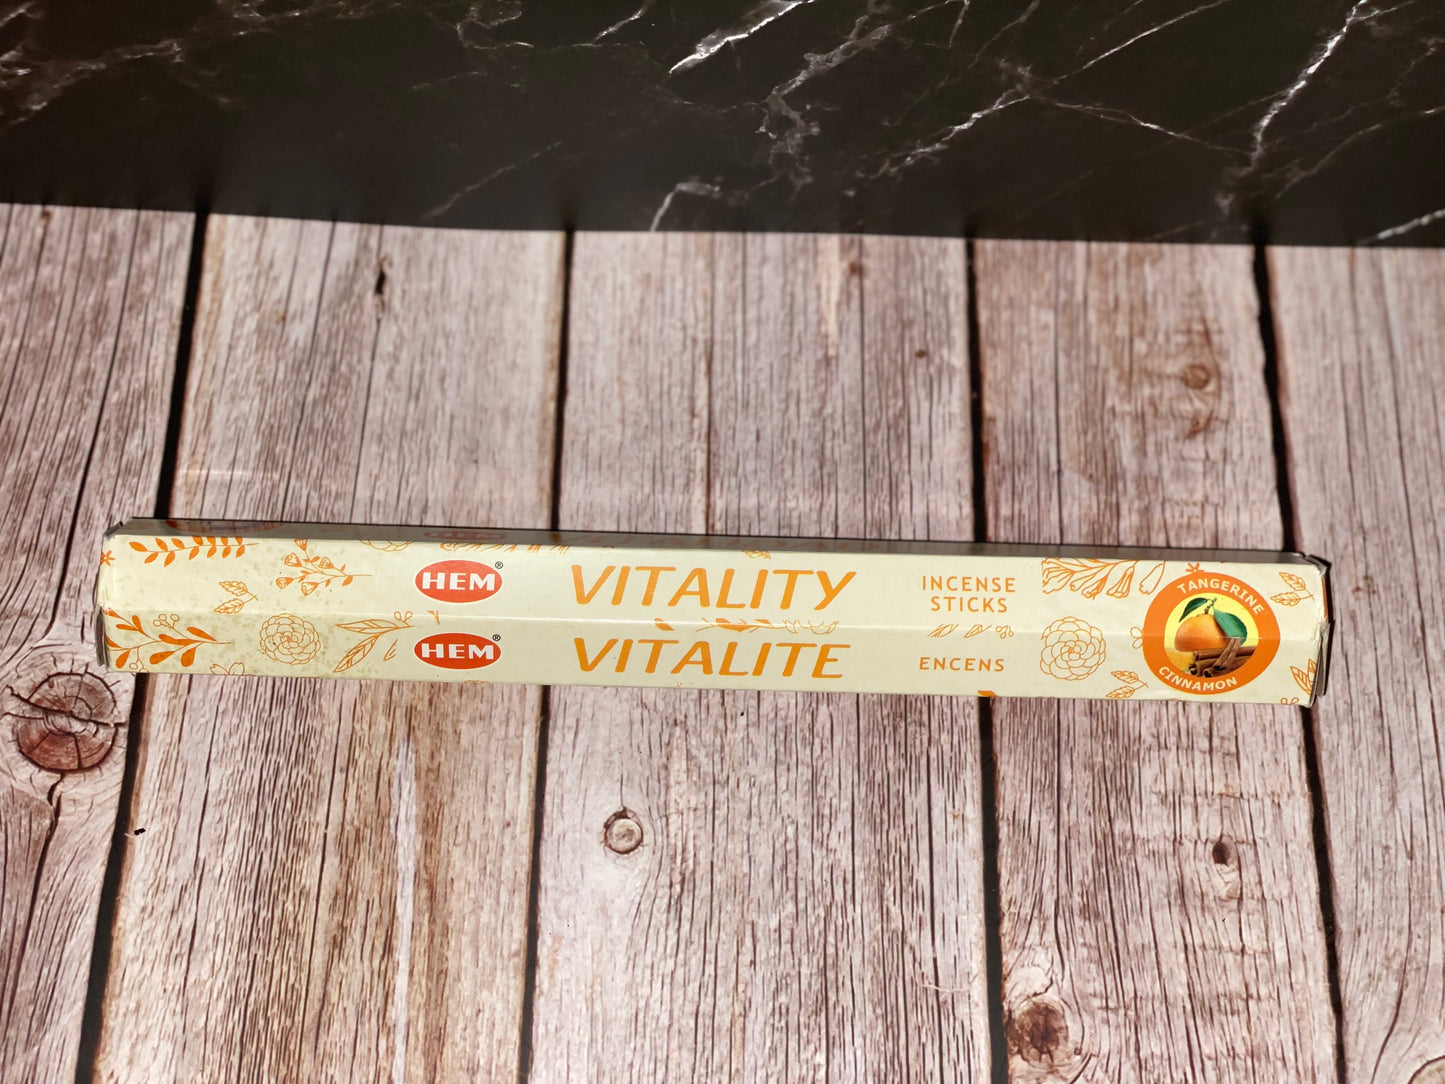 HEM®
VITALITY
INCENSE
STICKS
HEM®
VITALITE
ENCENS
TANGERINE
CINNAMON